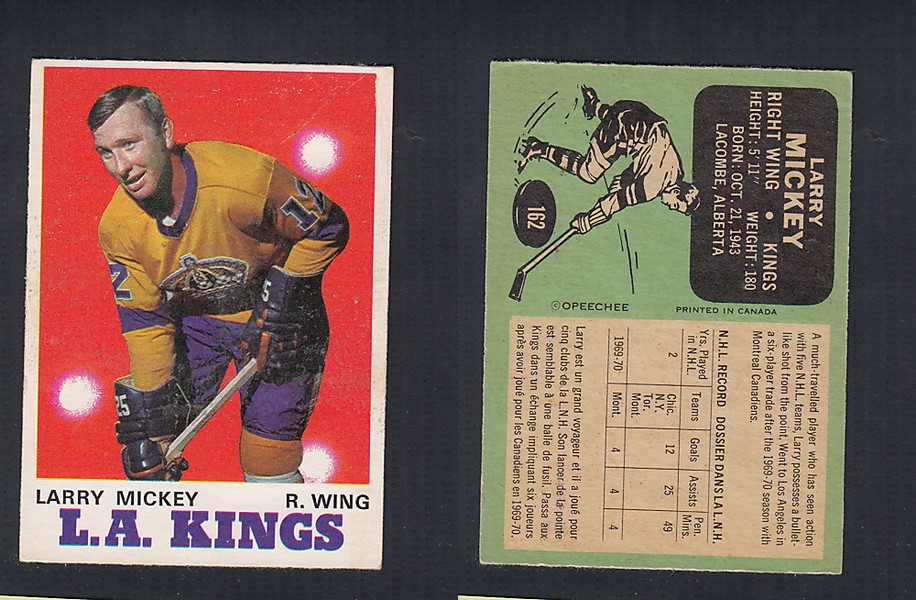 12
2
5
25
LARRY MICKEY
R. WING
L.A. KINGS
LARRY
MICKEY
RIGHT WING • KINGS
HEIGHT: 5'11" WEIGHT: 180
BORN: OCT. 21, 1943
LACOMBE, ALBERTA
162
©OPEECHEE
PRINTED IN CANADA
A much-travelled player who has seen action
with five N.H.L. teams, Larry possesses a bullet-
like shot from the point. Went to Los Angeles in
a six-player trade after the 1969-70 season with
Montreal Canadiens.
N.H.L. RECORD DOSSIER DANS LA L.N.H.
Yrs. Played in N.H.L. Teams Goals Assists Pen. Mns.
2 Chic. N.Y. Tor. Mont. 12 25 49
1969-70 Mont. 4 4 4
Larry est un grand voyageur et il a joué pour
cinq clubs de la L.N.H. Son lancer de la pointe
est semblable à une balle de fusil. Passa aux
Kings dans un échange impliquant six joueurs
après avoir joué pour les Canadiens en 1969-70.